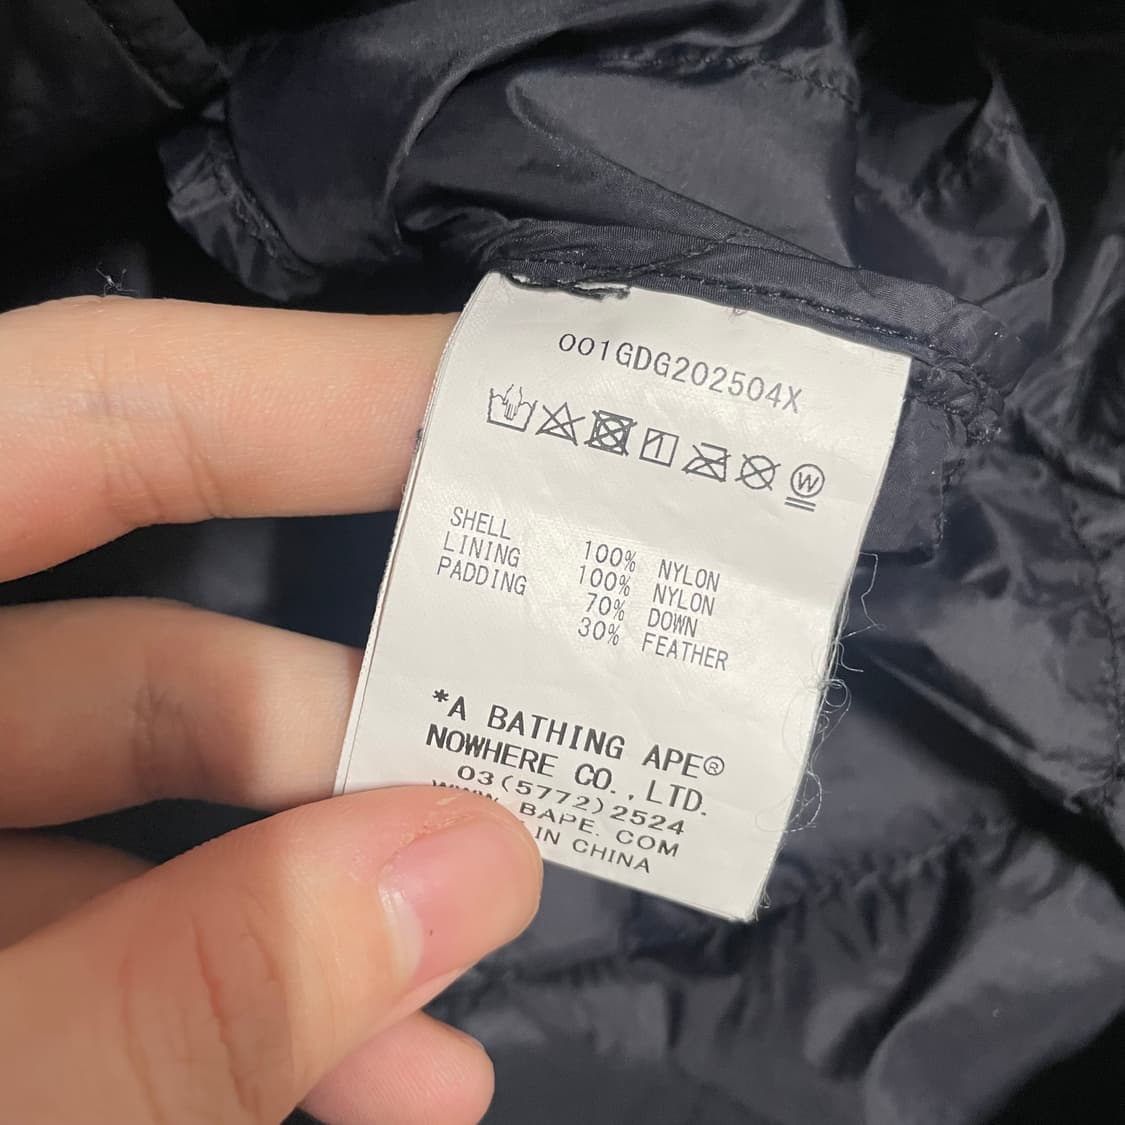 001GDG202504X
W
SHELL 100% NYLON
LINING 100% NYLON
PADDING 70% DOWN
30% FEATHER
*A BATHING APE®
NOWHERE CO., LTD.
03(5772)2524
WWW. BAPE. COM
IN CHINA